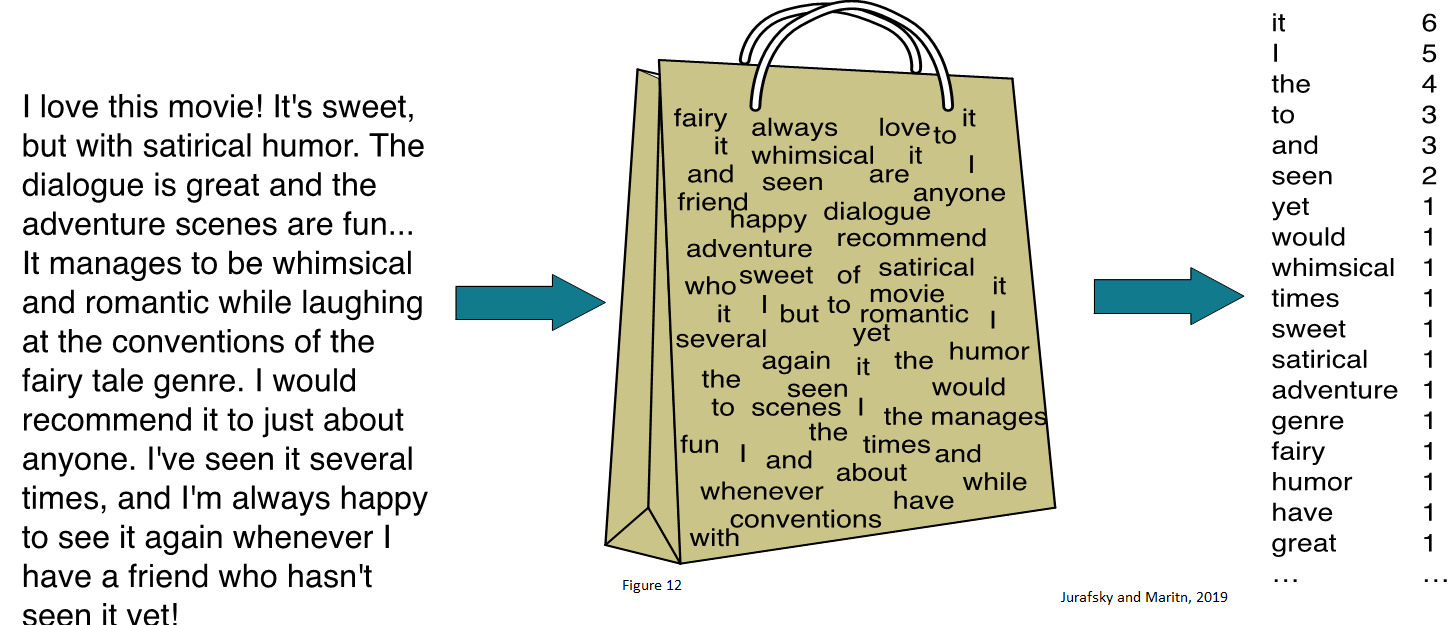 I love this movie! It's sweet,
but with satirical humor. The
dialogue is great and the
adventure scenes are fun...
It manages to be whimsical
and romantic while laughing
at the conventions of the
fairy tale genre. I would
recommend it to just about
anyone. I've seen it several
times, and I'm always happy
to see it again whenever I
have a friend who hasn't
seen it yet!
fairy always love to it
it whimsical it I
and seen are anyone
friend happy dialogue
adventure recommend
who sweet of satirical it
it I but to movie romantic I
several yet
again it the humor
the seen would
to scenes I the manages
fun I the times and
and about while
whenever have
conventions
with
it 6
I 5
the 4
to 3
and 3
seen 2
yet 1
would 1
whimsical 1
times 1
sweet 1
satirical 1
adventure 1
genre 1
fairy 1
humor 1
have 1
great 1
... ...
Figure 12
Jurafsky and Maritn, 2019